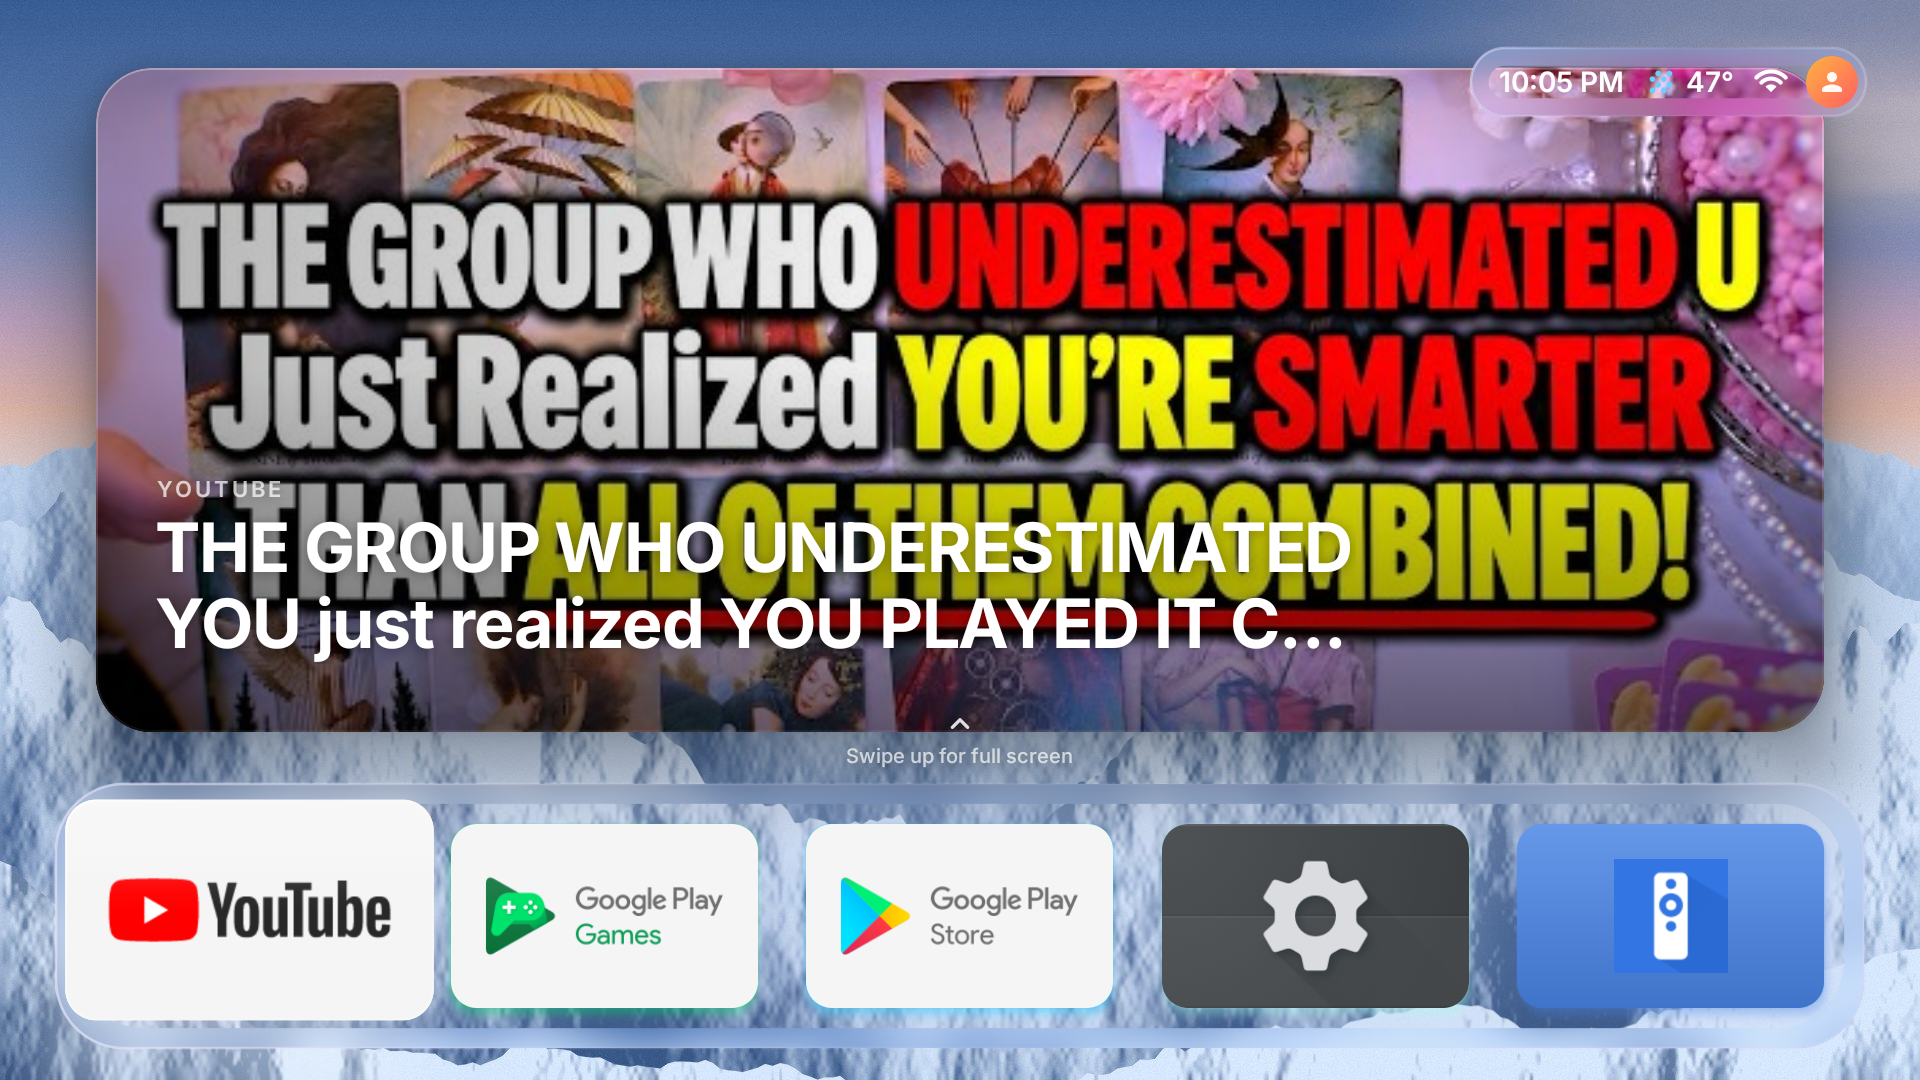 10:05 PM 47°
THE GROUP WHO UNDERESTIMATED U
Just Realized YOU'RE SMARTER
THAN ALL OF THEM COMBINED!
YOUTUBE
THE GROUP WHO UNDERESTIMATED
YOU just realized YOU PLAYED IT C...
Swipe up for full screen
YouTube
Google Play
Games
Google Play
Store